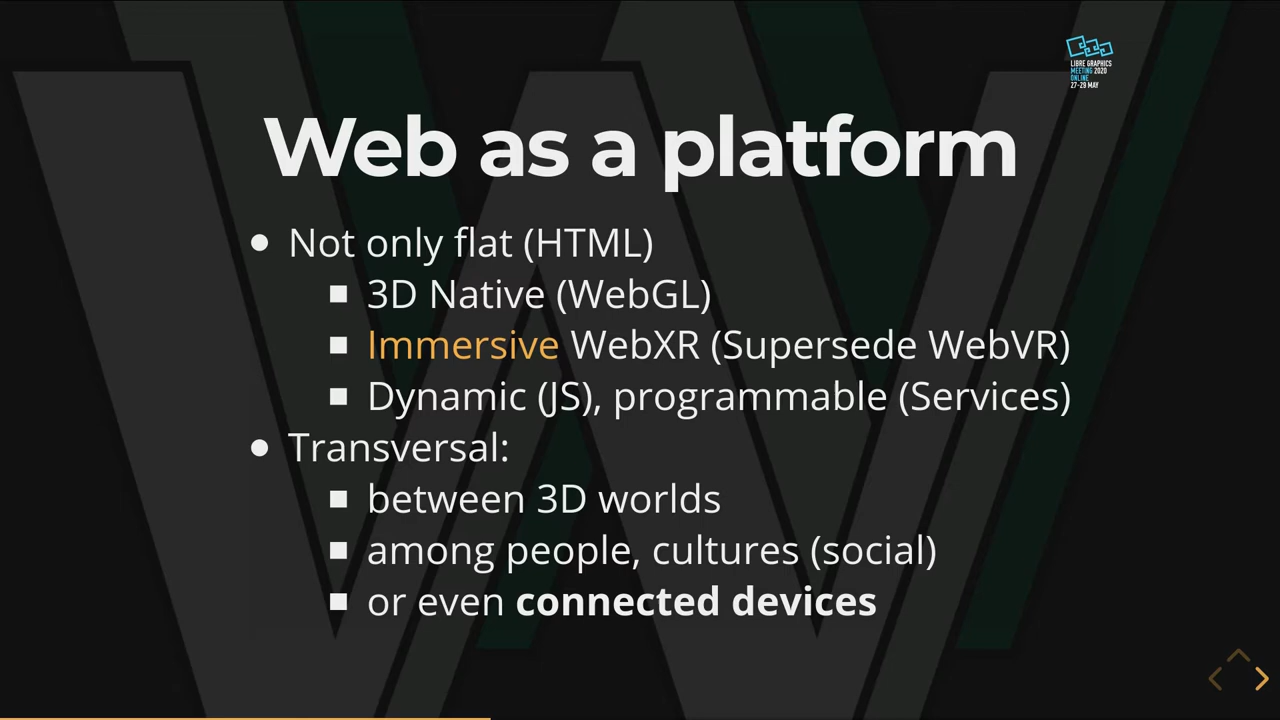 LIBRE GRAPHICS
MEETING 2020
ONLINE
27-29 MAY
Web as a platform
Not only flat (HTML)
3D Native (WebGL)
Immersive WebXR (Supersede WebVR)
Dynamic (JS), programmable (Services)
Transversal:
between 3D worlds
among people, cultures (social)
or even connected devices